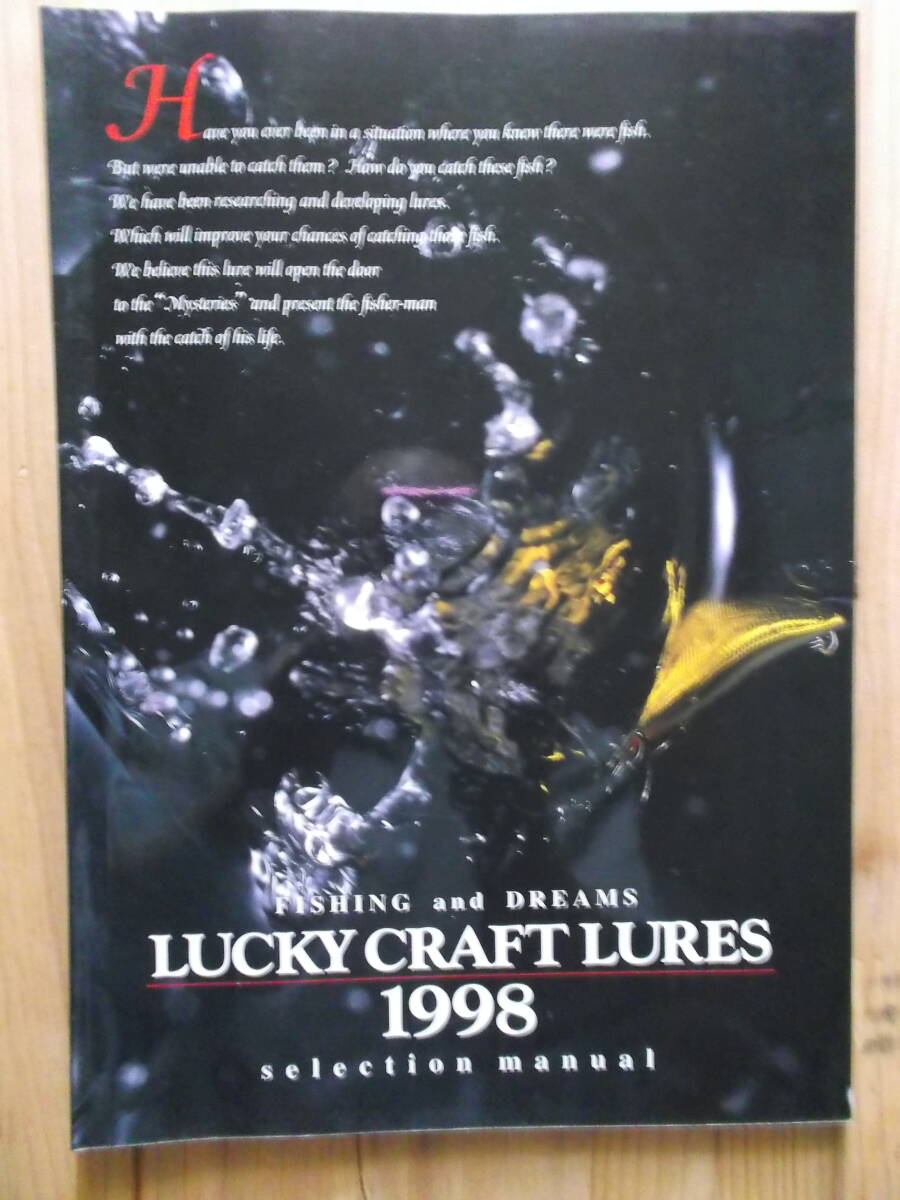 Have you ever been in a situation where you knew there were fish.
But were unable to catch them? How do you catch these fish?
We have been researching and developing lures.
Which will improve your chances of catching those fish.
We believe this lure will open the door
to the "Mysteries" and present the fisher-man
with the catch of his life.
FISHING and DREAMS
LUCKY CRAFT LURES
1998
selection manual